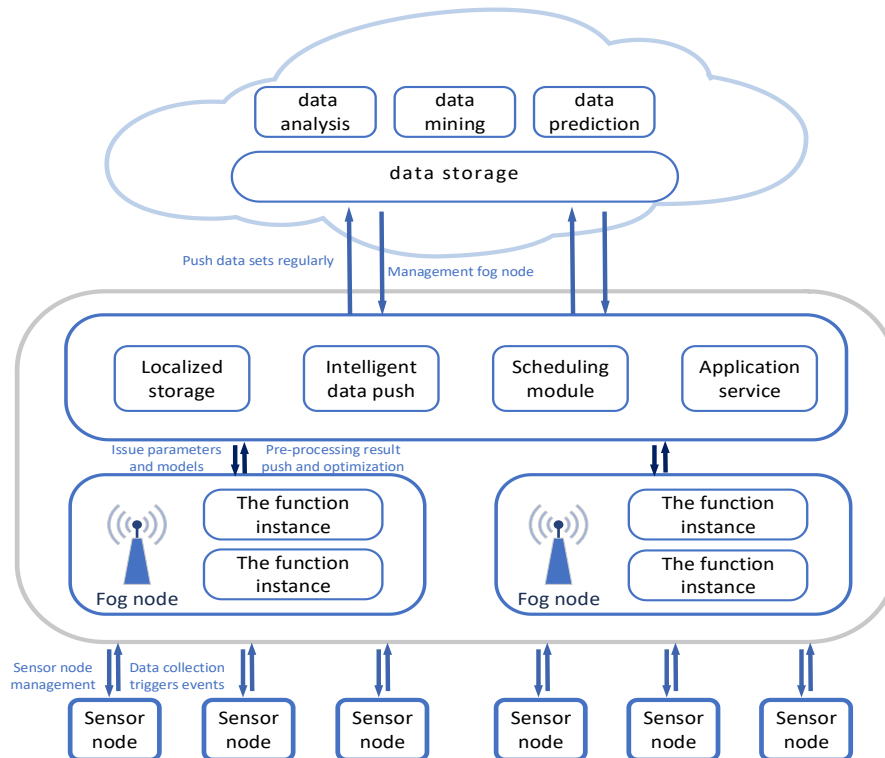 data
analysis
data
mining
data
prediction
data storage
Push data sets regularly
Management fog node
Localized
storage
Intelligent
data push
Scheduling
module
Application
service
Issue parameters
and models
Pre-processing result
push and optimization
The function
instance
The function
instance
Fog node
The function
instance
The function
instance
Fog node
Sensor node
management
Data collection
triggers events
Sensor
node
Sensor
node
Sensor
node
Sensor
node
Sensor
node
Sensor
node